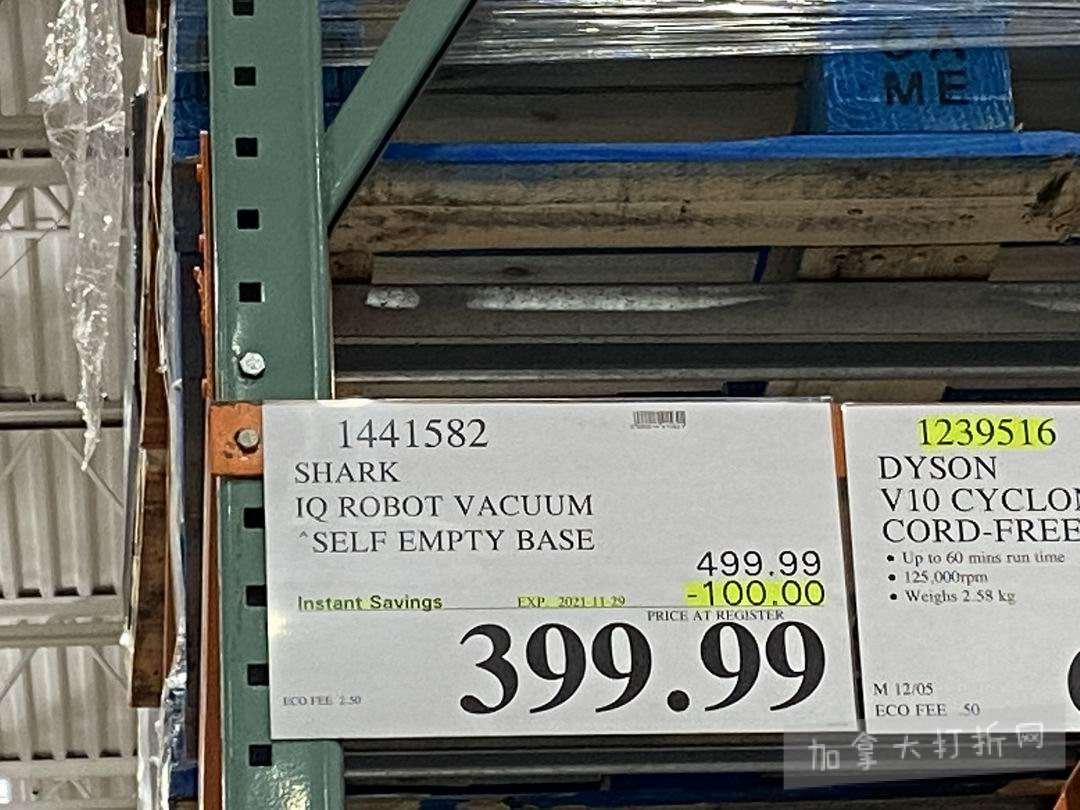 CA
ME
1441582
SHARK
IQ ROBOT VACUUM
^SELF EMPTY BASE
499.99
Instant Savings EXP. 2021-11-29 -100.00
PRICE AT REGISTER
399.99
ECO FEE 2.50
1239516
DYSON
V10 CYCLON
CORD-FREE
• Up to 60 mins run time
• 125,000rpm
• Weighs 2.58 kg
M 12/05
ECO FEE .50
加拿大打折网